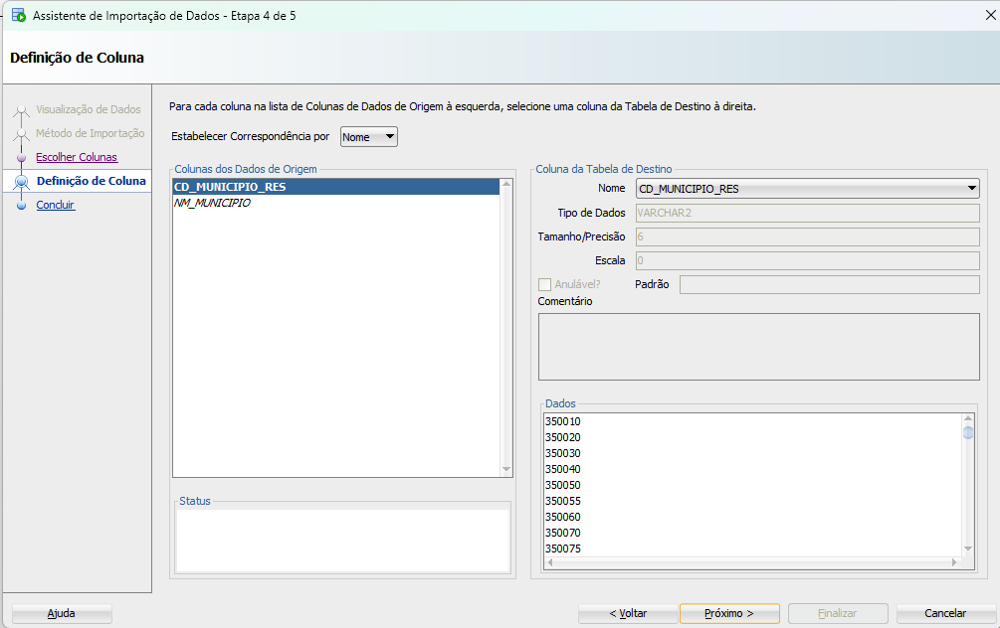 Assistente de Importação de Dados - Etapa 4 de 5
Definição de Coluna
Visualização de Dados
Método de Importação
Escolher Colunas
Definição de Coluna
Concluir
Para cada coluna na lista de Colunas de Dados de Origem à esquerda, selecione uma coluna da Tabela de Destino à direita.
Estabelecer Correspondência por Nome
Colunas dos Dados de Origem
CD_MUNICIPIO_RES
NM_MUNICIPIO
Status
Coluna da Tabela de Destino
Nome CD_MUNICIPIO_RES
Tipo de Dados VARCHAR2
Tamanho/Precisão 6
Escala 0
Anulável? Padrão
Comentário
Dados
350010
350020
350030
350040
350050
350055
350060
350070
350075
Ajuda < Voltar Próximo > Finalizar Cancelar